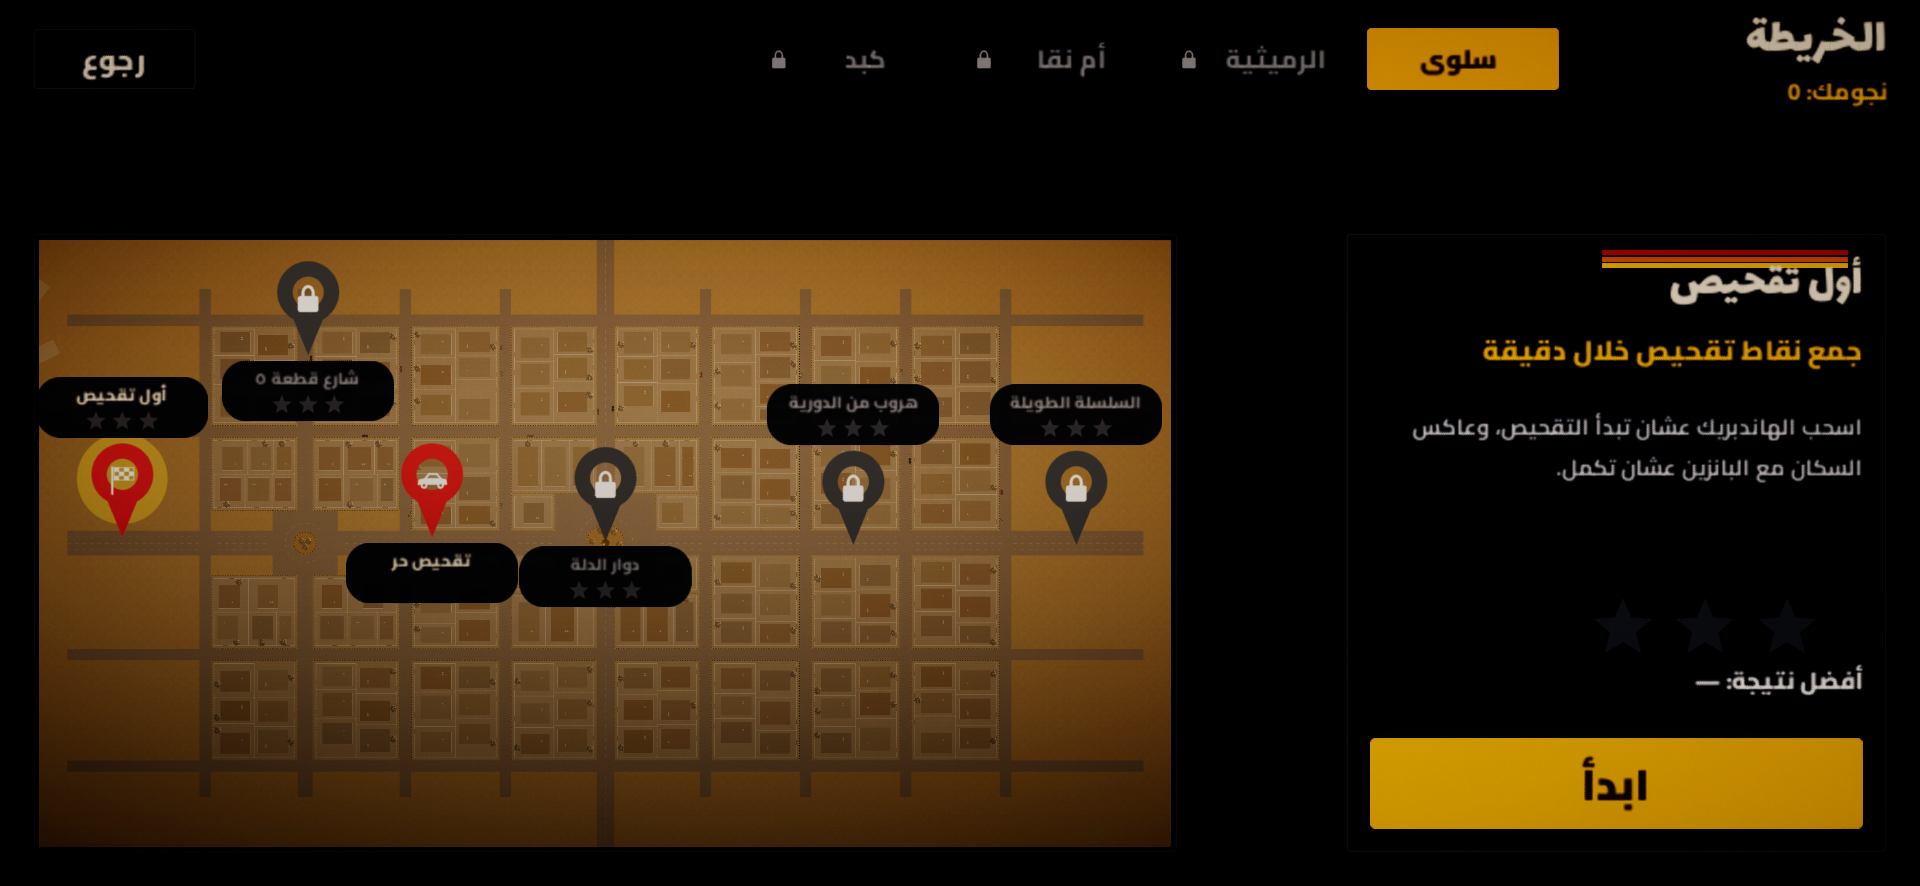 الخريطة
نجومك: 0
سلوى
الرميثية
أم نقا
كبد
رجوع
أول تقحيص
جمع نقاط تقحيص خلال دقيقة
اسحب الهاندبريك عشان تبدأ التقحيص، وعاكس
السكان مع البانزين عشان تكمل.
أفضل نتيجة: —
ابدأ
شارع قطعة ٥
أول تقحيص
هروب من الدورية
السلسلة الطويلة
تقحيص حر
دوار الدلة